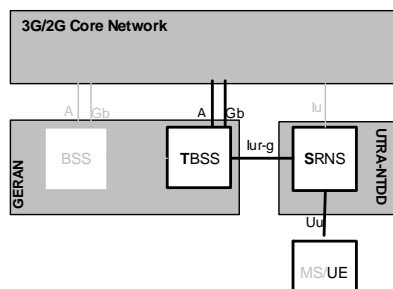 3G/2G Core Network
A
Gb
A
Gb
Iu
BSS
TBSS
Iur-g
SRNS
GERAN
UTRA-NTDD
Uu
MS/UE